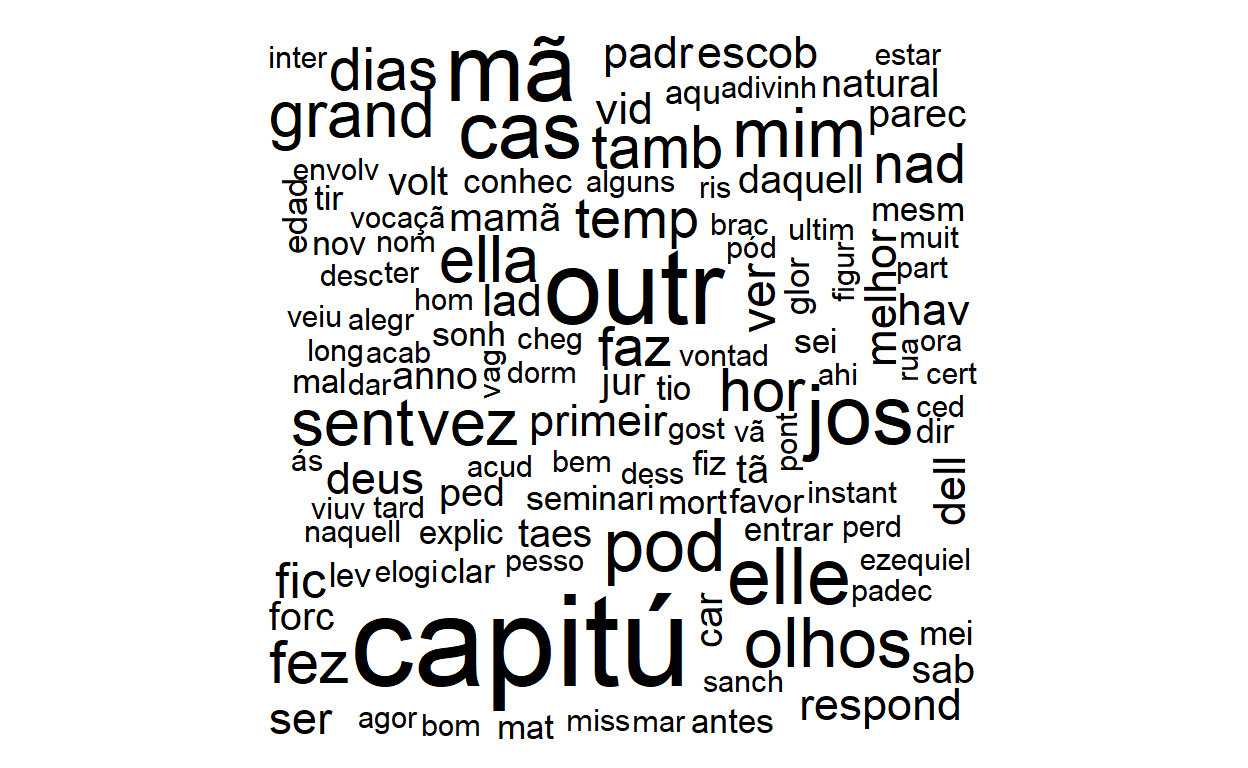 inter dias mã padr escob estar
grand cas vid aqu adivinh natural
tamb mim parec
envolv volt conhec alguns ris daquell nad
edad tir vocaçã mamã temp brac ultim mesm
nov nom ella pód muit
desc ter outr ver glor figur melhor part
veiu alegr hom lad hav
sonh cheg faz vontad sei rua ora
long acab vag dorm jur tio hor ahi cert
mal dar anno jos ced
sent vez primeir gost vã pont dir
ás deus acud bem dess fiz tã dell
viuv tard ped seminari mort favor instant
naquell explic taes pod entrar perd
fic lev elogi clar pesso elle ezequiel
forc capitú car padec
fez olhos mei
sanch sab
ser agor bom mat miss mar antes respond